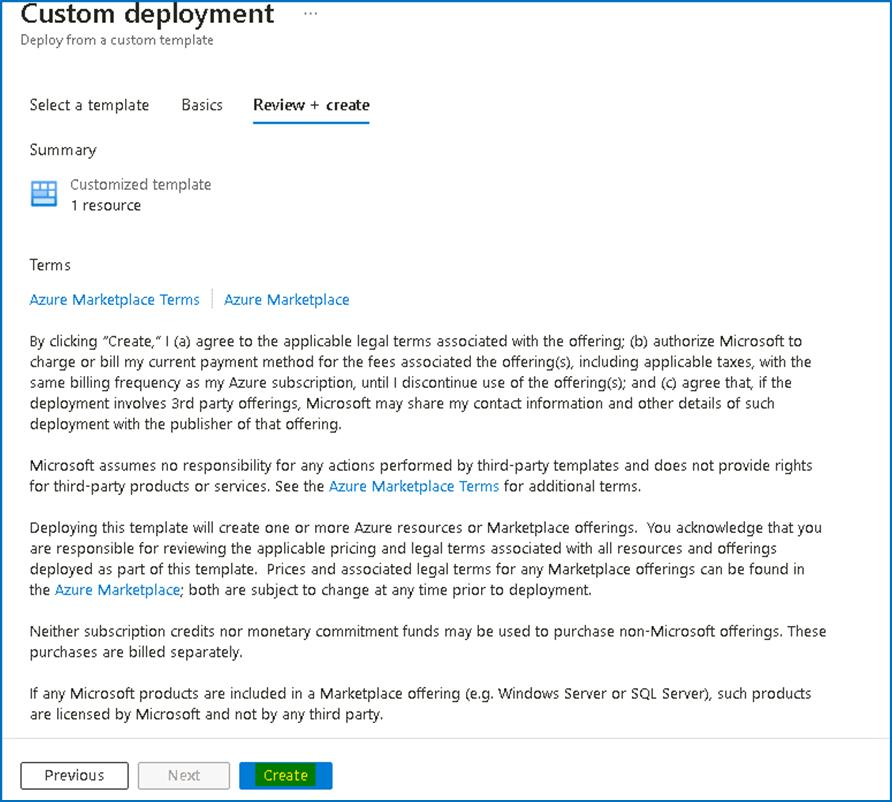 Custom deployment ...
Deploy from a custom template
Select a template Basics Review + create
Summary
Customized template
1 resource
Terms
Azure Marketplace Terms Azure Marketplace
By clicking "Create," I (a) agree to the applicable legal terms associated with the offering; (b) authorize Microsoft to
charge or bill my current payment method for the fees associated the offering(s), including applicable taxes, with the
same billing frequency as my Azure subscription, until I discontinue use of the offering(s); and (c) agree that, if the
deployment involves 3rd party offerings, Microsoft may share my contact information and other details of such
deployment with the publisher of that offering.
Microsoft assumes no responsibility for any actions performed by third-party templates and does not provide rights
for third-party products or services. See the Azure Marketplace Terms for additional terms.
Deploying this template will create one or more Azure resources or Marketplace offerings. You acknowledge that you
are responsible for reviewing the applicable pricing and legal terms associated with all resources and offerings
deployed as part of this template. Prices and associated legal terms for any Marketplace offerings can be found in
the Azure Marketplace; both are subject to change at any time prior to deployment.
Neither subscription credits nor monetary commitment funds may be used to purchase non-Microsoft offerings. These
purchases are billed separately.
If any Microsoft products are included in a Marketplace offering (e.g. Windows Server or SQL Server), such products
are licensed by Microsoft and not by any third party.
Previous Next Create